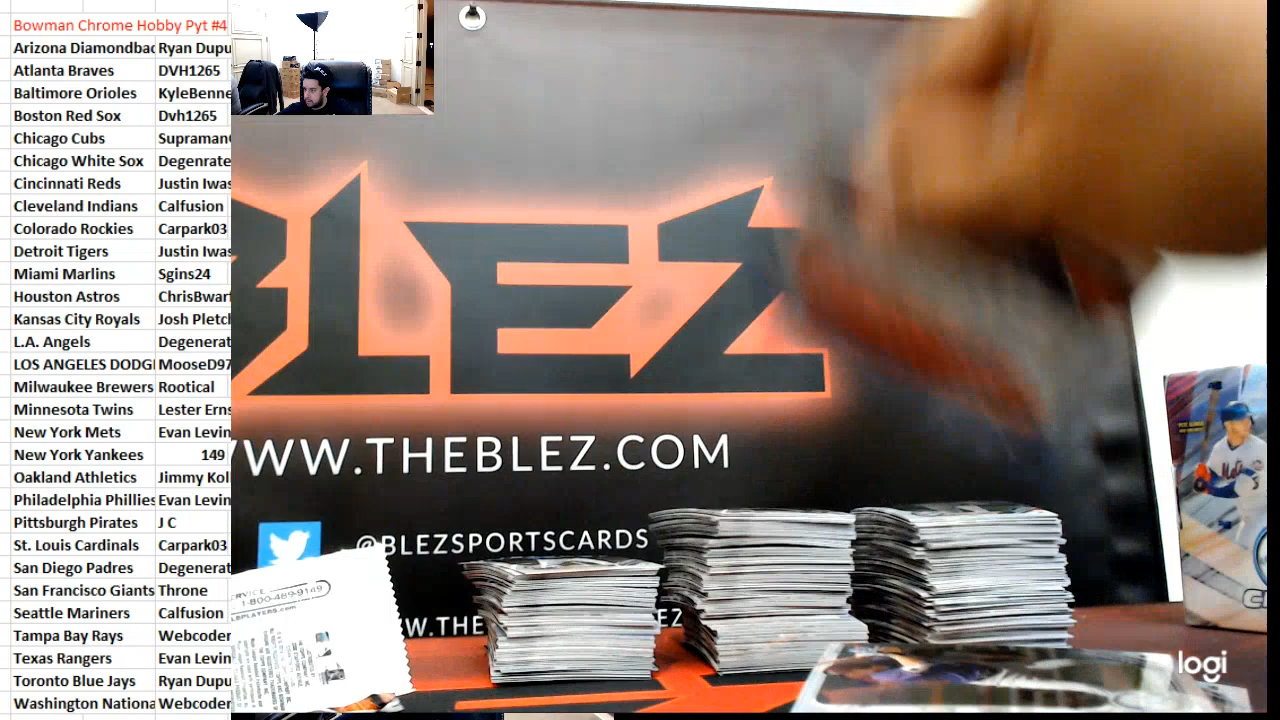 Bowman Chrome Hobby Pyt #4
Arizona Diamondbac Ryan Dupu
Atlanta Braves DVH1265
Baltimore Orioles KyleBenne
Boston Red Sox Dvh1265
Chicago Cubs Supraman
Chicago White Sox Degenrate
Cincinnati Reds Justin Iwas
Cleveland Indians Calfusion
Colorado Rockies Carpark03
Detroit Tigers Justin Iwas
Miami Marlins Sgins24
Houston Astros ChrisBwart
Kansas City Royals Josh Pletch
L.A. Angels Degenerat
LOS ANGELES DODGI MooseD97
Milwaukee Brewers Rootical
Minnesota Twins Lester Erns
New York Mets Evan Levin
New York Yankees 149
Oakland Athletics Jimmy Kol
Philadelphia Phillies Evan Levin
Pittsburgh Pirates J C
St. Louis Cardinals Carpark03
San Diego Padres Degenerat
San Francisco Giants Throne
Seattle Mariners Calfusion
Tampa Bay Rays Webcoder
Texas Rangers Evan Levin
Toronto Blue Jays Ryan Dupu
Washington Nationa Webcoder
BLEZ
WWW.THEBLEZ.COM
@BLEZSPORTSCARDS
W.THE EZ
1-800-489-9149
logi